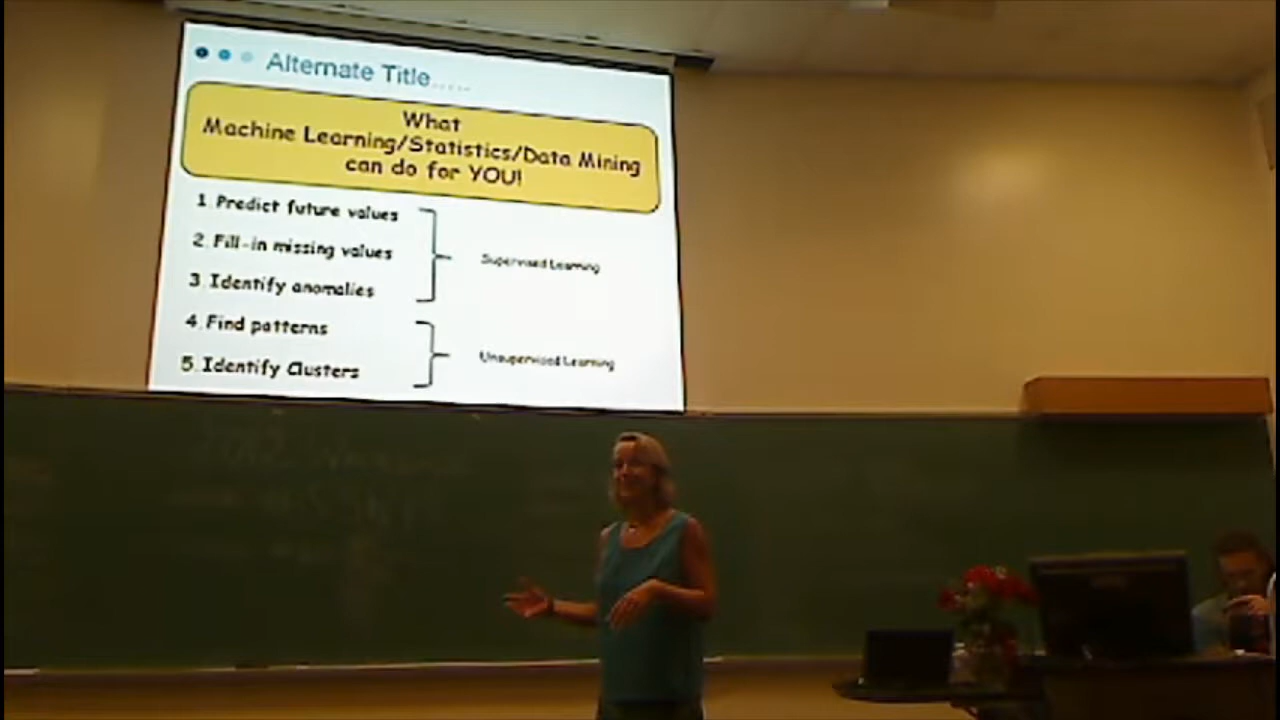 Alternate Title.....
What
Machine Learning/Statistics/Data Mining
can do for YOU!
1. Predict future values
2. Fill-in missing values
3. Identify anomalies
Supervised Learning
4. Find patterns
5. Identify Clusters
Unsupervised Learning